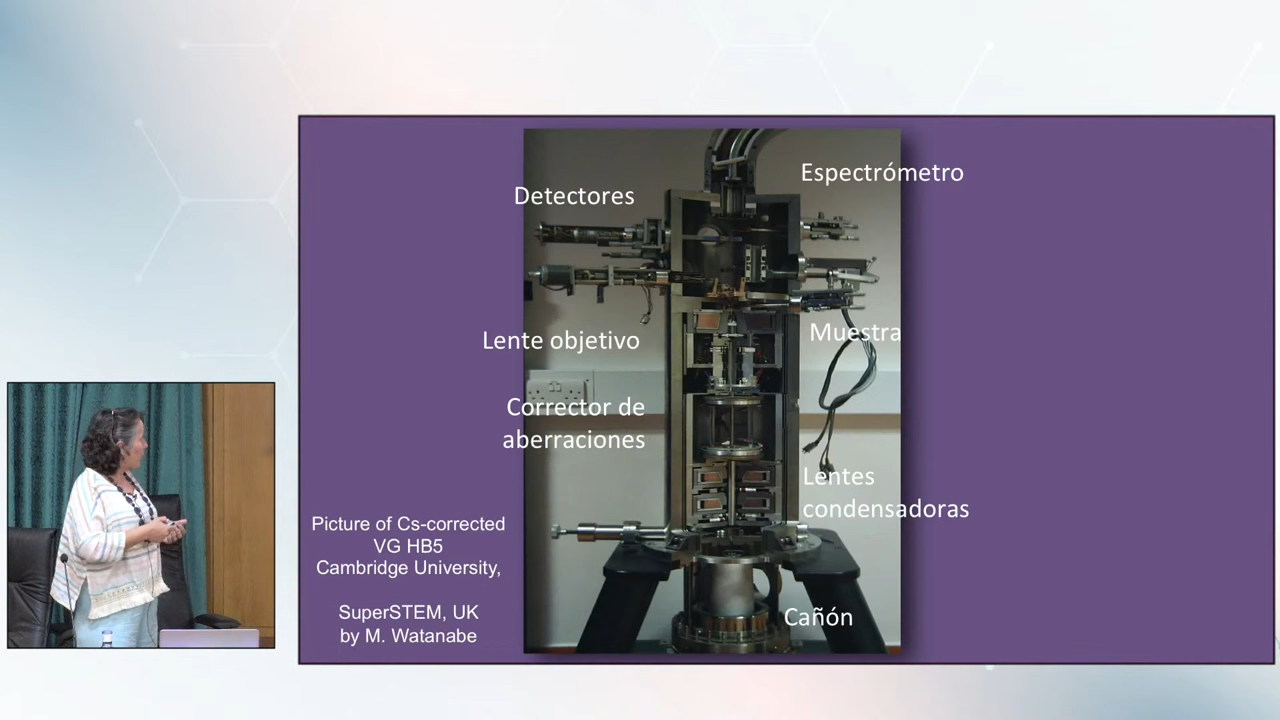 Espectrómetro
Detectores
Muestra
Lente objetivo
Corrector de
aberraciones
Lentes
condensadoras
Picture of Cs-corrected
VG HB5
Cambridge University,
SuperSTEM, UK
by M. Watanabe
Cañón